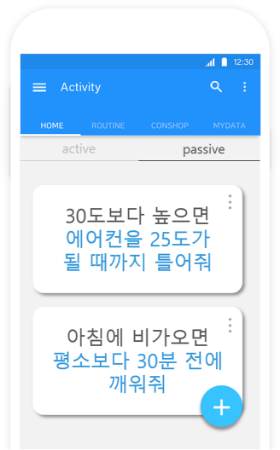 12:30
Activity
HOME ROUTINE CONSHOP MYDATA
active passive
30도보다 높으면
에어컨을 25도가
될 때까지 틀어줘
아침에 비가오면
평소보다 30분 전에
깨워줘